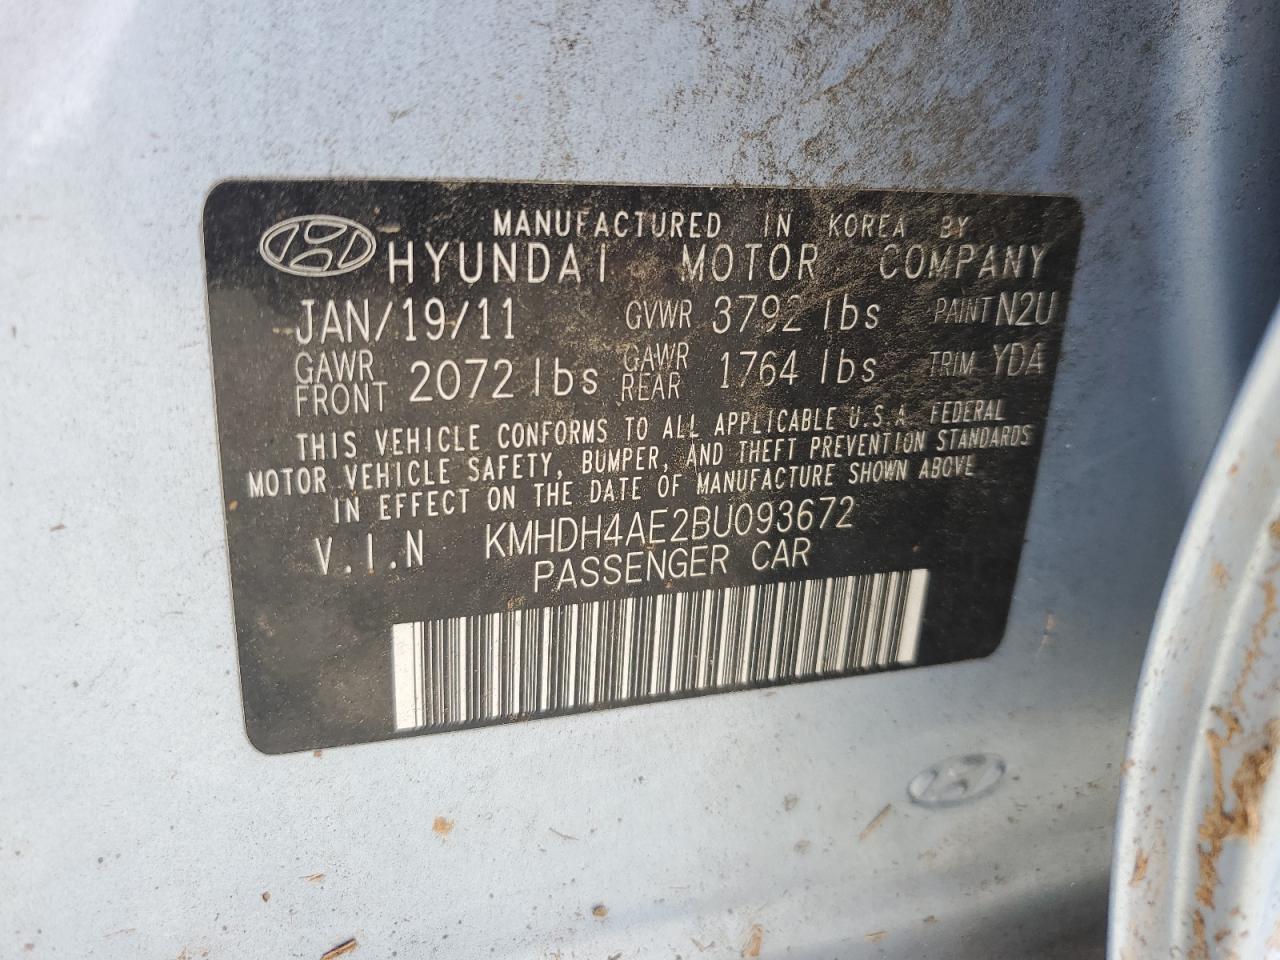 MANUFACTURED IN KOREA BY
HYUNDAI MOTOR COMPANY
JAN/19/11 GVWR 3792 lbs PAINT N2U
GAWR FRONT 2072 lbs GAWR REAR 1764 lbs TRIM YDA
THIS VEHICLE CONFORMS TO ALL APPLICABLE U.S.A. FEDERAL
MOTOR VEHICLE SAFETY, BUMPER, AND THEFT PREVENTION STANDARDS
IN EFFECT ON THE DATE OF MANUFACTURE SHOWN ABOVE
V.I.N KMHDH4AE2BU093672
PASSENGER CAR